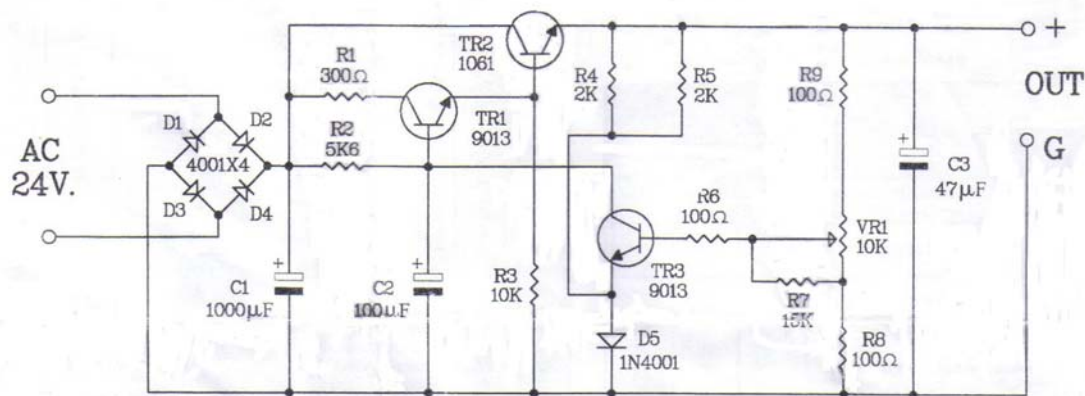 AC
24V.
D1
D2
4001X4
D3
D4
R1
300Ω
R2
5K6
TR1
9013
TR2
1061
C1
1000µF
+
C2
100µF
+
R3
10K
R4
2K
R5
2K
TR3
9013
D5
1N4001
R6
100Ω
R7
15K
R9
100Ω
VR1
10K
R8
100Ω
+
C3
47µF
+
OUT
G